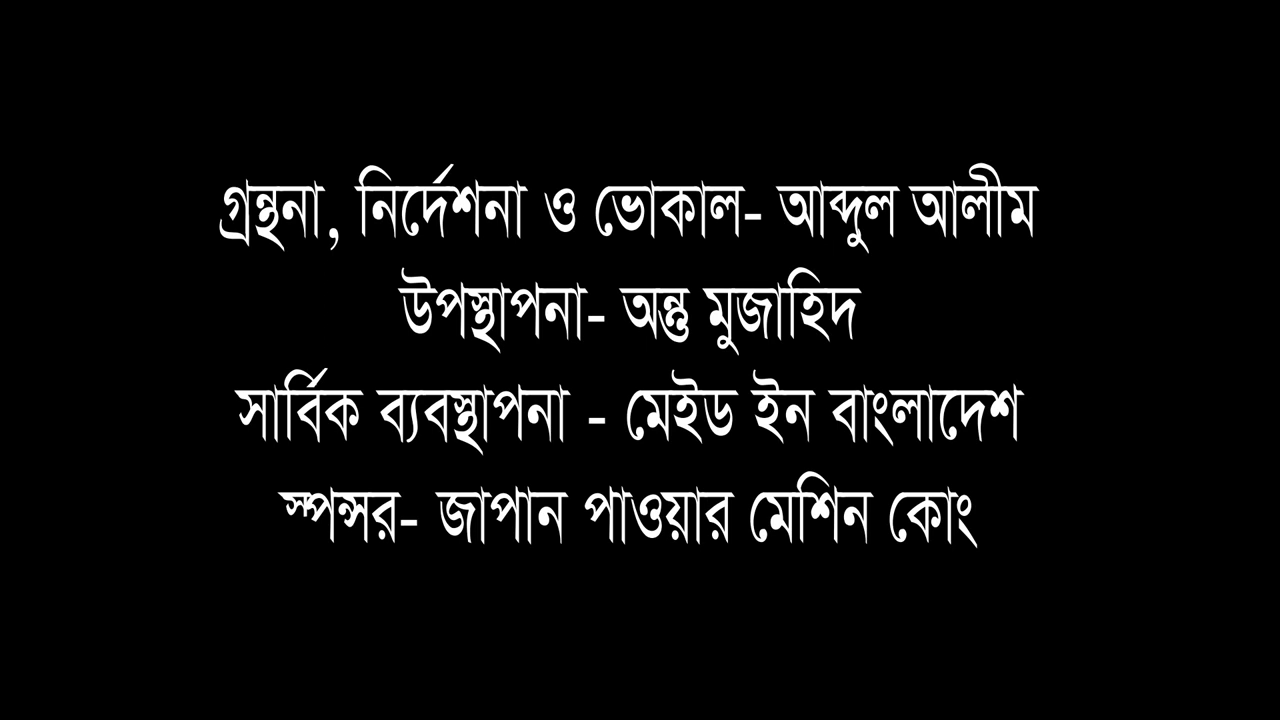 গ্রন্থনা, নির্দেশনা ও ভোকাল- আব্দুল আলীম
উপস্থাপনা- অন্তু মুজাহিদ
সার্বিক ব্যবস্থাপনা - মেইড ইন বাংলাদেশ
স্পন্সর- জাপান পাওয়ার মেশিন কোং